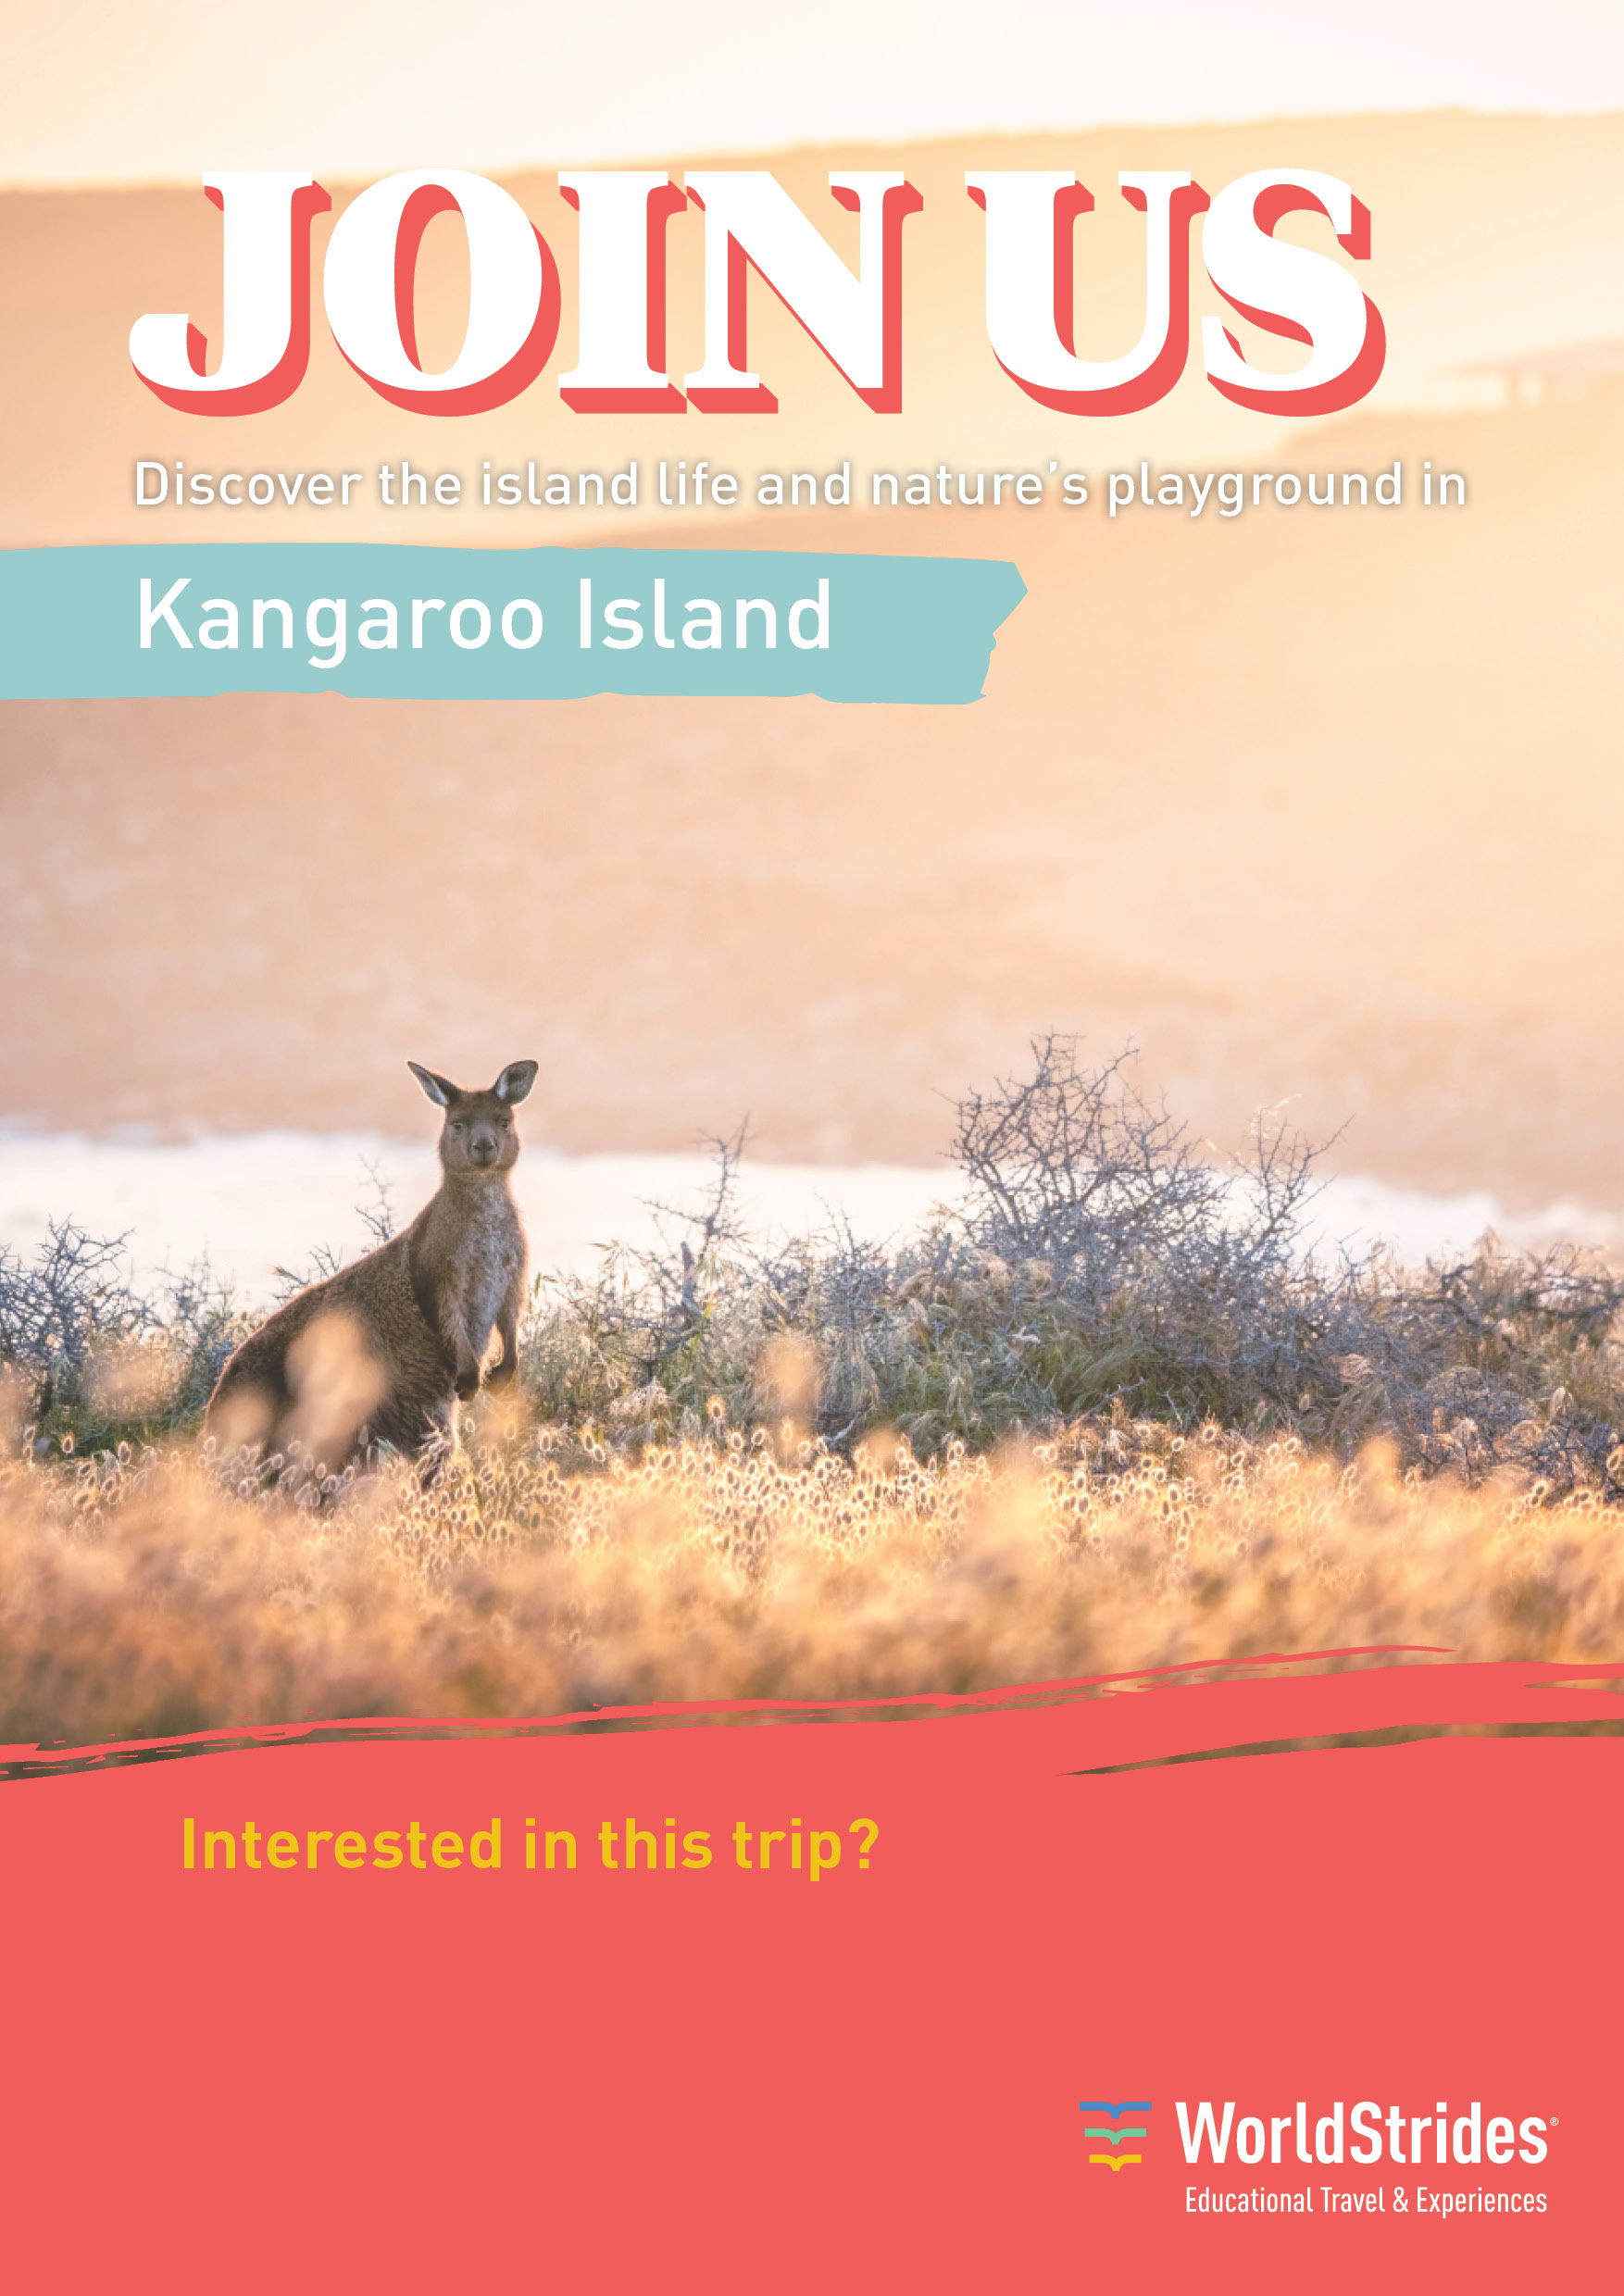 JOIN US
Discover the island life and nature’s playground in
Kangaroo Island
Interested in this trip?
WorldStrides®
Educational Travel & Experiences